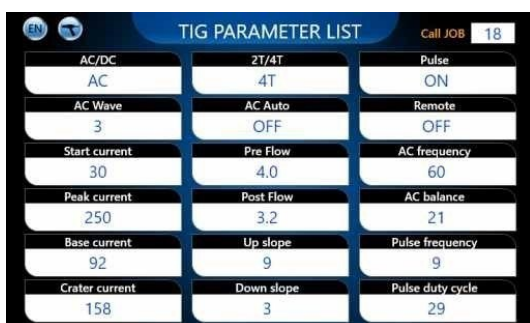 EN TIG PARAMETER LIST Call JOB 18
AC/DC 2T/4T Pulse
AC 4T ON
AC Wave AC Auto Remote
3 OFF OFF
Start current Pre Flow AC frequency
30 4.0 60
Peak current Post Flow AC balance
250 3.2 21
Base current Up slope Pulse frequency
92 9 9
Crater current Down slope Pulse duty cycle
158 3 29